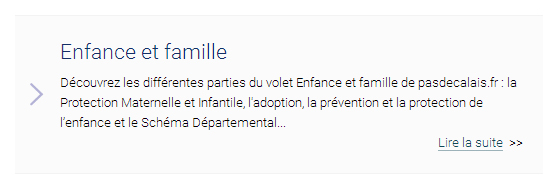 Enfance et famille
Découvrez les différentes parties du volet Enfance et famille de pasdecalais.fr : la
Protection Maternelle et Infantile, l'adoption, la prévention et la protection de
l'enfance et le Schéma Départemental...
Lire la suite >>